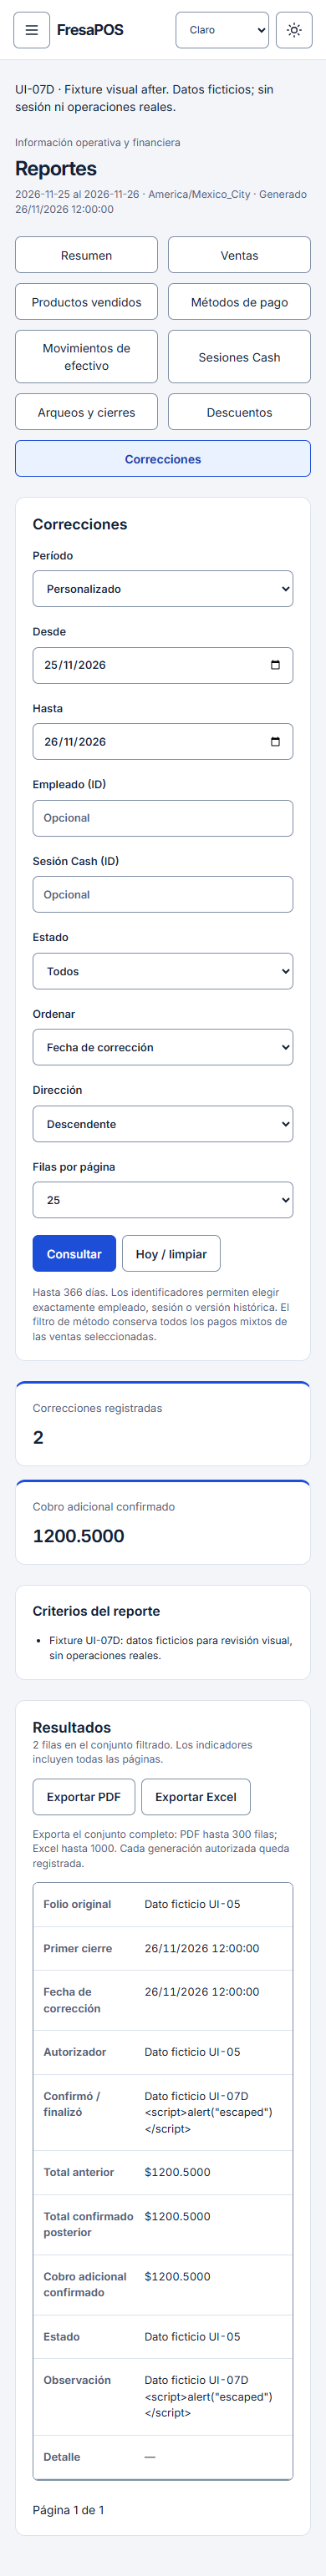 FresaPOS
Claro
UI-07D · Fixture visual after. Datos ficticios; sin
sesión ni operaciones reales.
Información operativa y financiera
Reportes
2026-11-25 al 2026-11-26 · America/Mexico_City · Generado
26/11/2026 12:00:00
Resumen
Ventas
Productos vendidos
Métodos de pago
Movimientos de
efectivo
Sesiones Cash
Arqueos y cierres
Descuentos
Correcciones
Correcciones
Período
Personalizado
Desde
25/11/2026
Hasta
26/11/2026
Empleado (ID)
Opcional
Sesión Cash (ID)
Opcional
Estado
Todos
Ordenar
Fecha de corrección
Dirección
Descendente
Filas por página
25
Consultar
Hoy / limpiar
Hasta 366 días. Los identificadores permiten elegir
exactamente empleado, sesión o versión histórica. El
filtro de método conserva todos los pagos mixtos de
las ventas seleccionadas.
Correcciones registradas
2
Cobro adicional confirmado
1200.5000
Criterios del reporte
• Fixture UI-07D: datos ficticios para revisión visual,
sin operaciones reales.
Resultados
2 filas en el conjunto filtrado. Los indicadores
incluyen todas las páginas.
Exportar PDF
Exportar Excel
Exporta el conjunto completo: PDF hasta 300 filas;
Excel hasta 1000. Cada generación autorizada queda
registrada.
Folio original
Dato ficticio UI-05
Primer cierre
26/11/2026 12:00:00
Fecha de
corrección
26/11/2026 12:00:00
Autorizador
Dato ficticio UI-05
Confirmó /
finalizó
Dato ficticio UI-07D
<script>alert("escaped")
</script>
Total anterior
$1200.5000
Total confirmado
posterior
$1200.5000
Cobro adicional
confirmado
$1200.5000
Estado
Dato ficticio UI-05
Observación
Dato ficticio UI-07D
<script>alert("escaped")
</script>
Detalle
—
Página 1 de 1